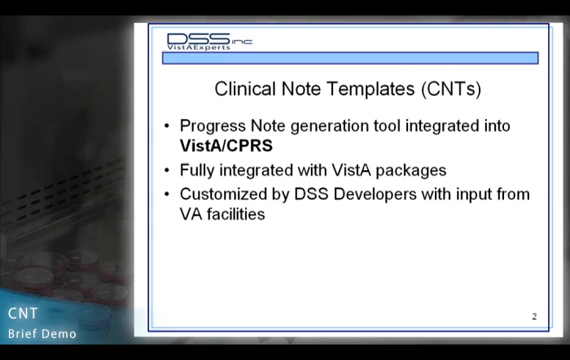 DSS inc
VistAExperts
Clinical Note Templates (CNTs)
• Progress Note generation tool integrated into
VistA/CPRS
• Fully integrated with VistA packages
• Customized by DSS Developers with input from
VA facilities
2
CNT
Brief Demo